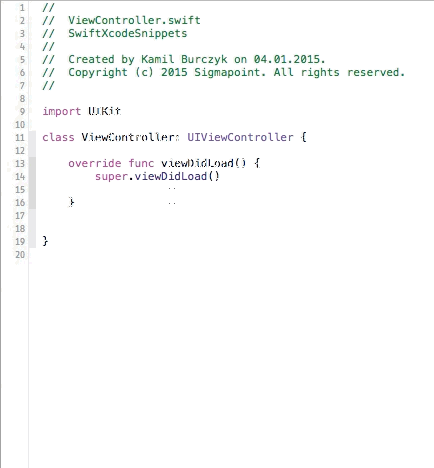 1 //
2 // ViewController.swift
3 // SwiftXcodeSnippets
4 //
5 // Created by Kamil Burczyk on 04.01.2015.
6 // Copyright (c) 2015 Sigmapoint. All rights reserved.
7 //
8
9 import UIKit
10
11 class ViewController: UIViewController {
12
13     override func viewDidLoad() {
14         super.viewDidLoad()
15
16     }
17
18
19 }
20